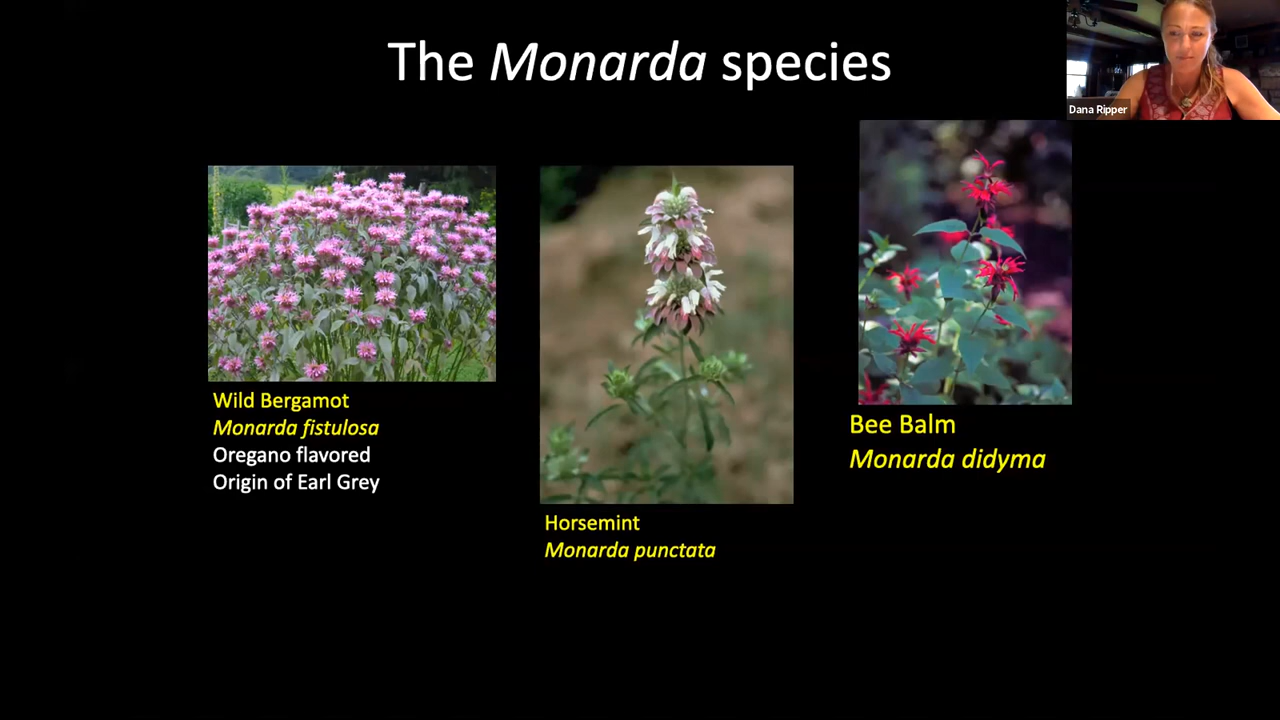 The Monarda species
Dana Ripper
Wild Bergamot
Monarda fistulosa
Oregano flavored
Origin of Earl Grey
Horsemint
Monarda punctata
Bee Balm
Monarda didyma